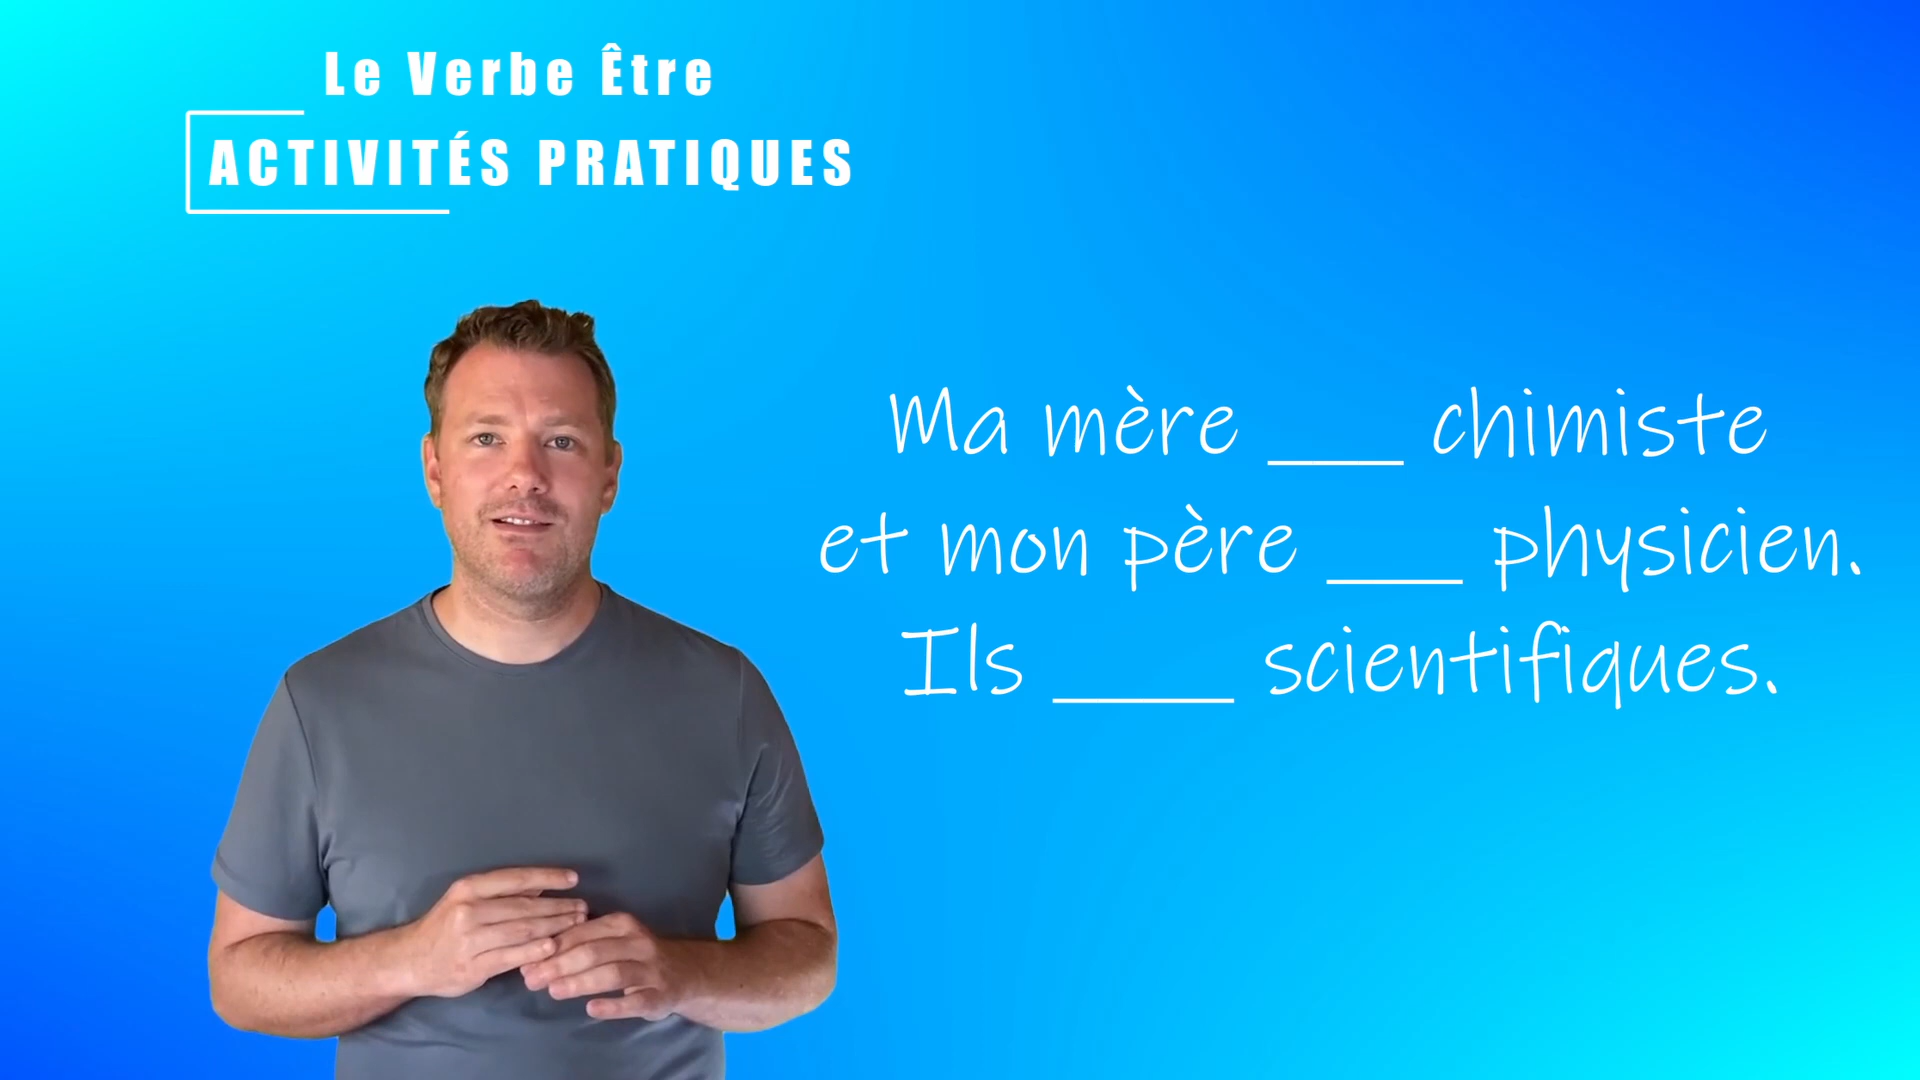 Le Verbe Être
ACTIVITÉS PRATIQUES
Ma mère ___ chimiste
et mon père ___ physicien.
Ils ____ scientifiques.